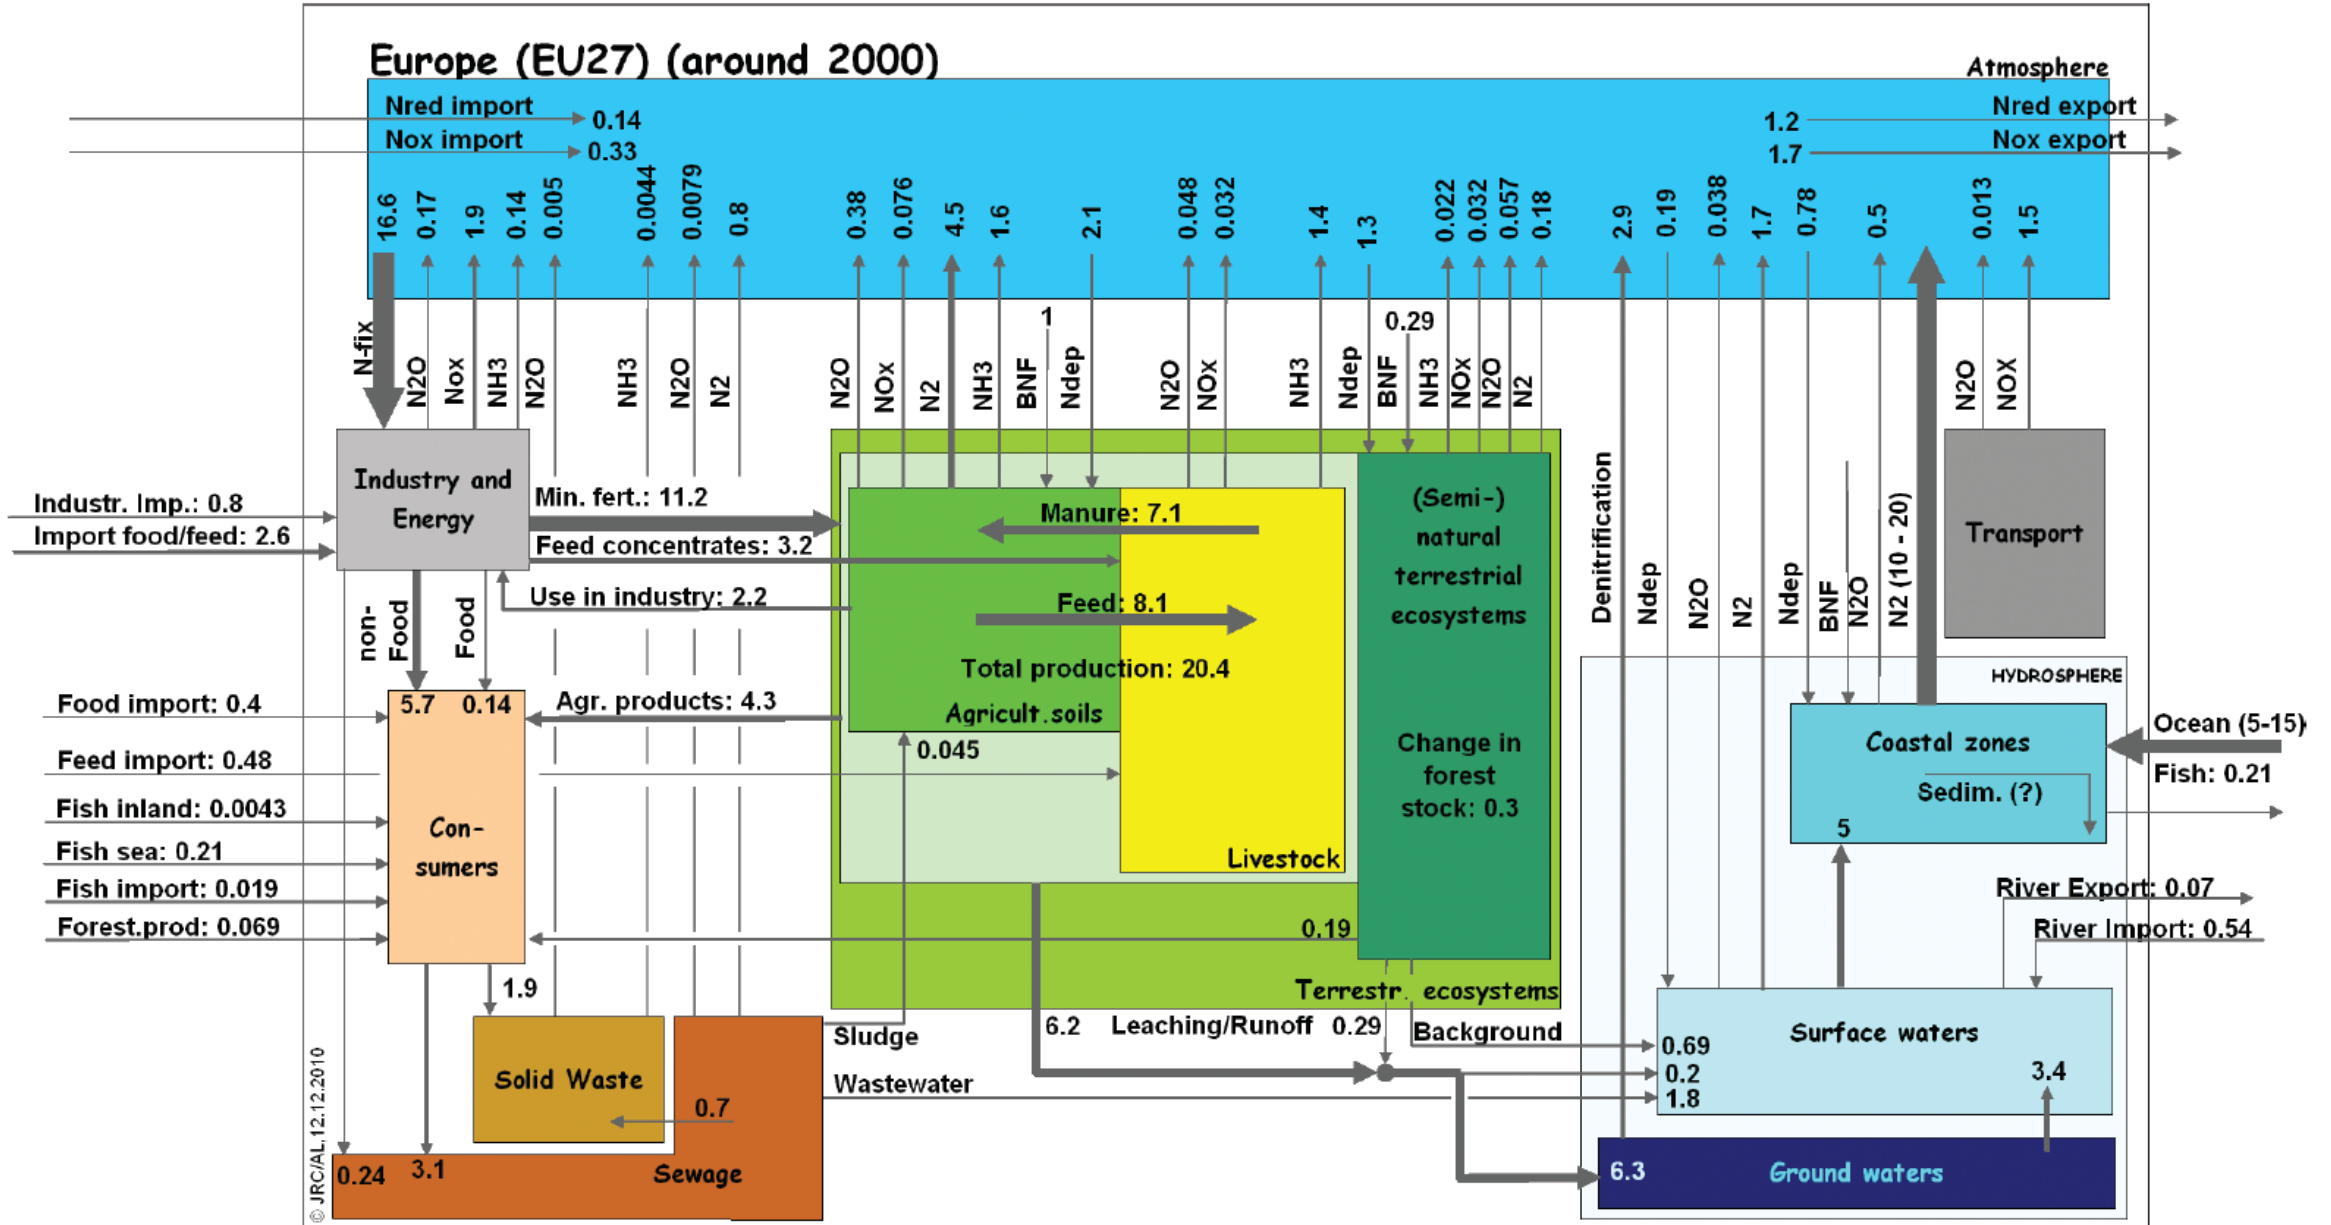 Europe (EU27) (around 2000)
Atmosphere
Nred import
0.14
Nox import
0.33
1.2
Nred export
1.7
Nox export
16.6
0.17
1.9
0.14
0.005
0.0044
0.0079
0.8
0.38
0.076
4.5
1.6
2.1
0.048
0.032
1.4
1.3
0.022
0.032
0.057
0.18
2.9
0.19
0.038
1.7
0.78
0.5
0.013
1.5
1
0.29
N-fix
N2O
Nox
NH3
N2O
NH3
N2O
N2
N2O
NOx
N2
NH3
BNF
Ndep
N2O
NOx
NH3
Ndep
BNF
NH3
NOx
N2O
N2
Denitrification
Ndep
N2O
N2
Ndep
BNF
N2O
N2 (10 - 20)
N2O
NOX
Industry and
Energy
Industr. Imp.: 0.8
Import food/feed: 2.6
Min. fert.: 11.2
Feed concentrates: 3.2
Use in industry: 2.2
non-
Food
Food
Manure: 7.1
Feed: 8.1
Total production: 20.4
Agricult.soils
Livestock
(Semi-)
natural
terrestrial
ecosystems
Change in
forest
stock: 0.3
Transport
HYDROSPHERE
Food import: 0.4
Feed import: 0.48
Fish inland: 0.0043
Fish sea: 0.21
Fish import: 0.019
Forest.prod: 0.069
5.7
0.14
Con-
sumers
Agr. products: 4.3
0.045
0.19
Terrestr. ecosystems
Coastal zones
Sedim. (?)
5
Ocean (5-15)
Fish: 0.21
River Export: 0.07
River Import: 0.54
1.9
6.2
Leaching/Runoff
0.29
Background
Sludge
Wastewater
Surface waters
0.69
0.2
1.8
3.4
Solid Waste
0.7
Sewage
0.24
3.1
6.3
Ground waters
© JRC/AL,12.12.2010